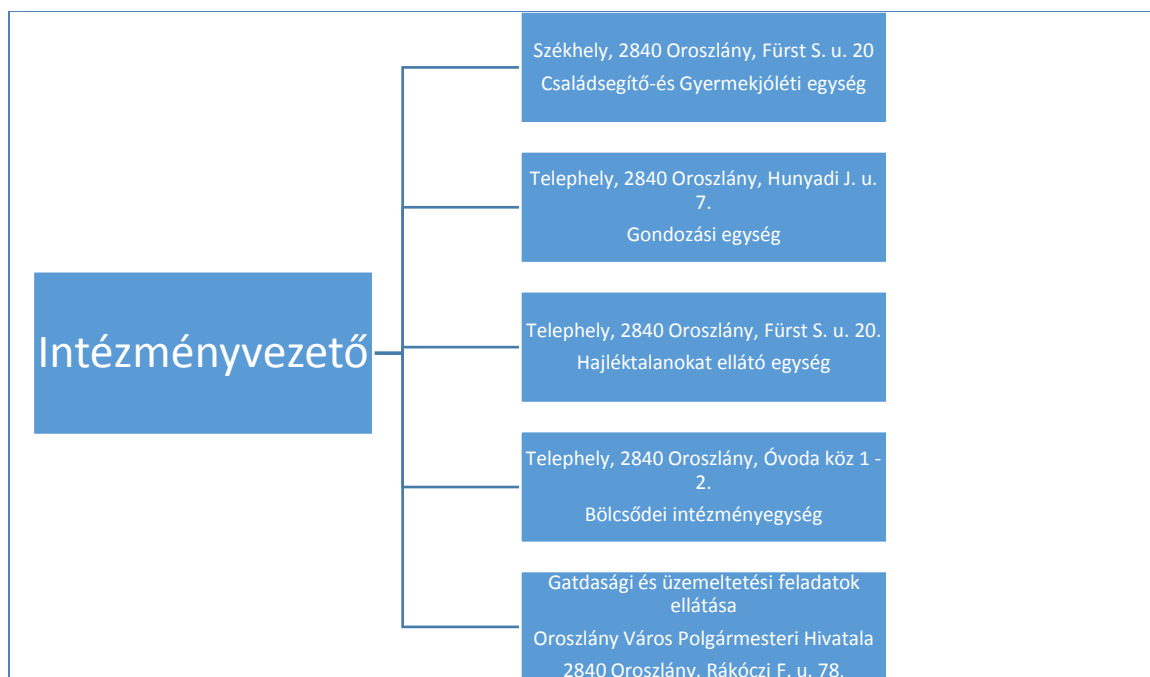 Székhely, 2840 Oroszlány, Fürst S. u. 20
Családsegítő-és Gyermekjóléti egység
Telephely, 2840 Oroszlány, Hunyadi J. u.
7.
Gondozási egység
Intézményvezető
Telephely, 2840 Oroszlány, Fürst S. u. 20.
Hajléktalanokat ellátó egység
Telephely, 2840 Oroszlány, Óvoda köz 1 -
2.
Bölcsődei intézményegység
Gatdasági és üzemeltetési feladatok
ellátása
Oroszlány Város Polgármesteri Hivatala
2840 Oroszlány, Rákóczi F. u. 78.